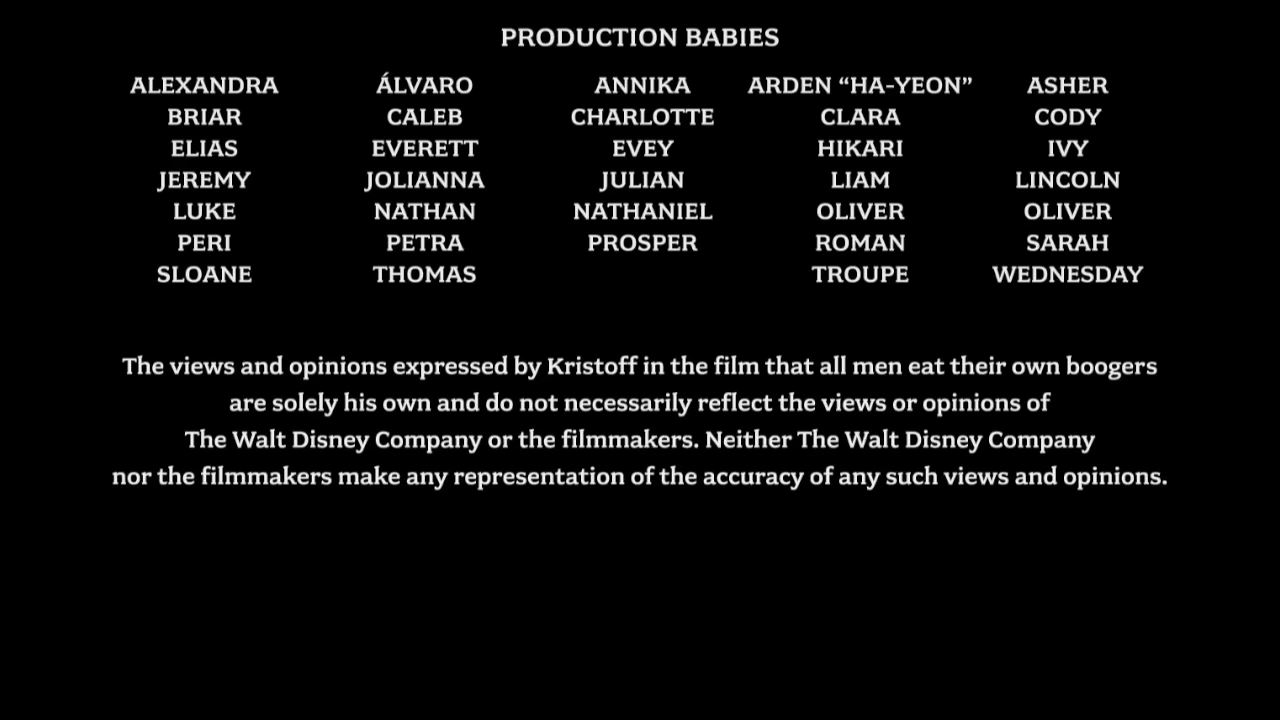 PRODUCTION BABIES
ALEXANDRA ÁLVARO ANNIKA ARDEN “HA-YEON” ASHER
BRIAR CALEB CHARLOTTE CLARA CODY
ELIAS EVERETT EVEY HIKARI IVY
JEREMY JOLIANNA JULIAN LIAM LINCOLN
LUKE NATHAN NATHANIEL OLIVER OLIVER
PERI PETRA PROSPER ROMAN SARAH
SLOANE THOMAS TROUPE WEDNESDAY
The views and opinions expressed by Kristoff in the film that all men eat their own boogers
are solely his own and do not necessarily reflect the views or opinions of
The Walt Disney Company or the filmmakers. Neither The Walt Disney Company
nor the filmmakers make any representation of the accuracy of any such views and opinions.